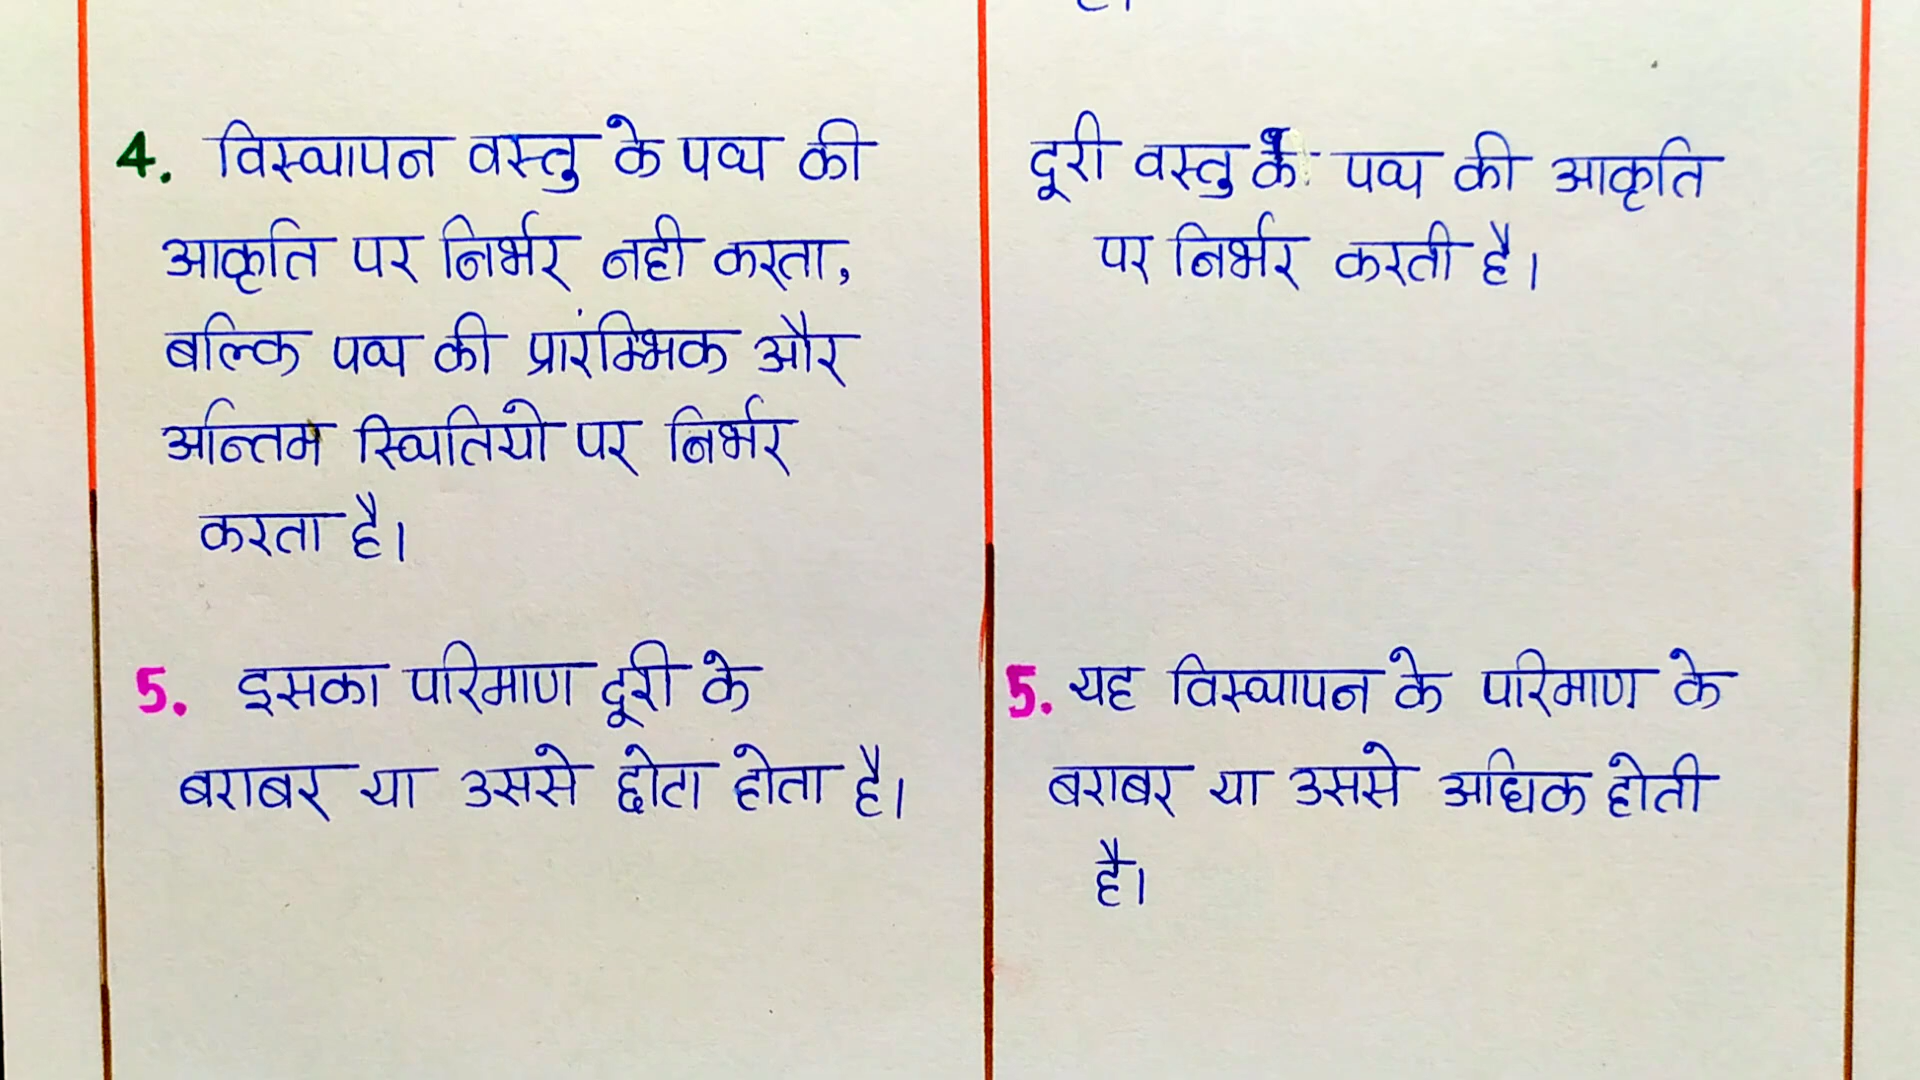 4. विस्थापन वस्तु के पथ की
आकृति पर निर्भर नही करता,
बल्कि पथ की प्रारंम्भिक और
अन्तिम स्थितियो पर निर्भर
करता है।
5. इसका परिमाण दूरी के
बराबर या उससे छोटा होता है।
दूरी वस्तु के पथ की आकृति
पर निर्भर करती है।
5. यह विस्थापन के परिमाण के
बराबर या उससे अधिक होती
है।